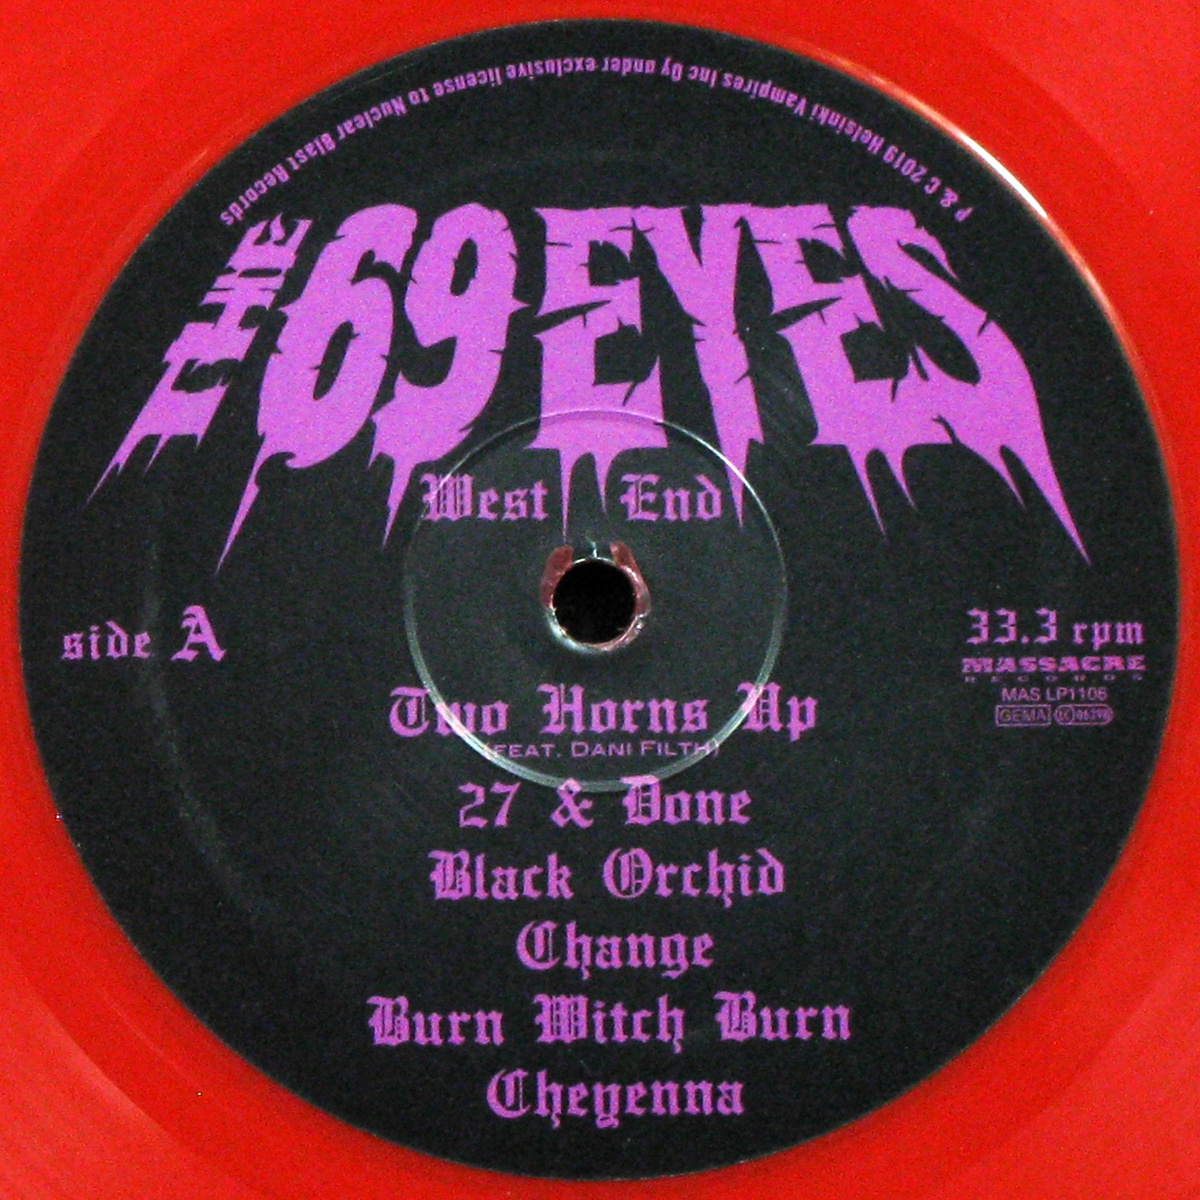 P & C 2019 Helsinki Vampires Inc Oy under exclusive license to Nuclear Blast Records
THE 69 EYES
West End
side A
33.3 rpm
MASSACRE
RECORDS
MAS LP1106
GEMA LC 06298
Two Horns Up
(FEAT. DANI FILTH)
27 & Done
Black Orchid
Change
Burn Witch Burn
Cheyenna